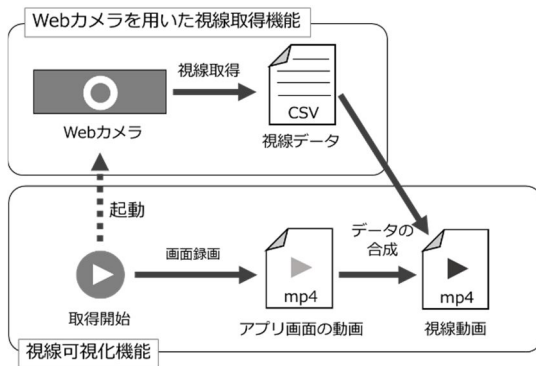 Webカメラを用いた視線取得機能
視線取得
CSV
Webカメラ
視線データ
起動
画面録画
データの
合成
mp4
mp4
取得開始
アプリ画面の動画
視線動画
視線可視化機能